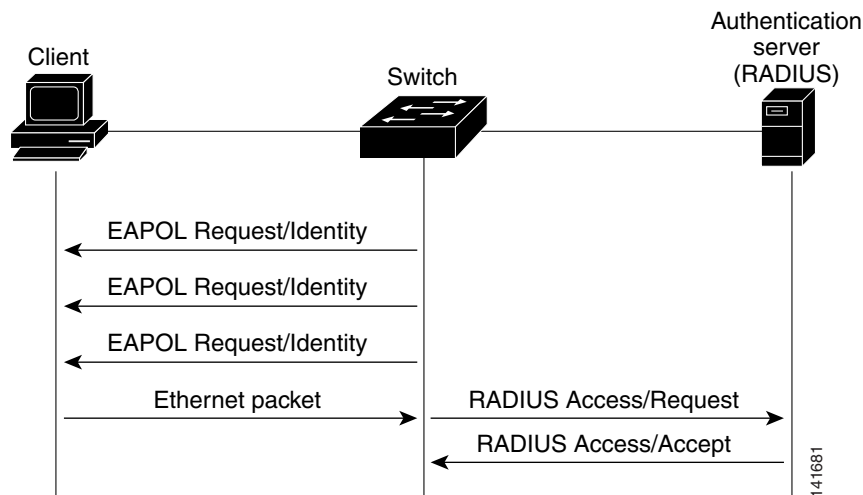 Client
Switch
Authentication
server
(RADIUS)
EAPOL Request/Identity
EAPOL Request/Identity
EAPOL Request/Identity
Ethernet packet
RADIUS Access/Request
RADIUS Access/Accept
141681